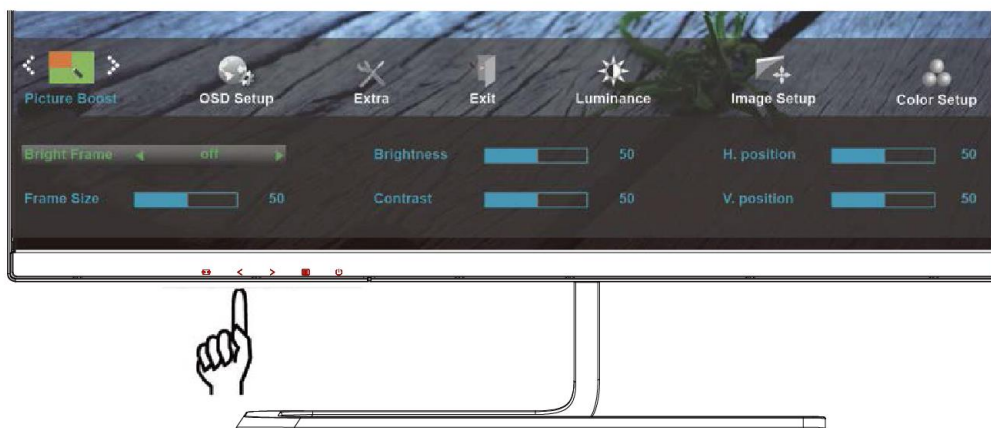 Picture Boost OSD Setup Extra Exit Luminance Image Setup Color Setup
Bright Frame off Brightness 50 H. position 50
Frame Size 50 Contrast 50 V. position 50